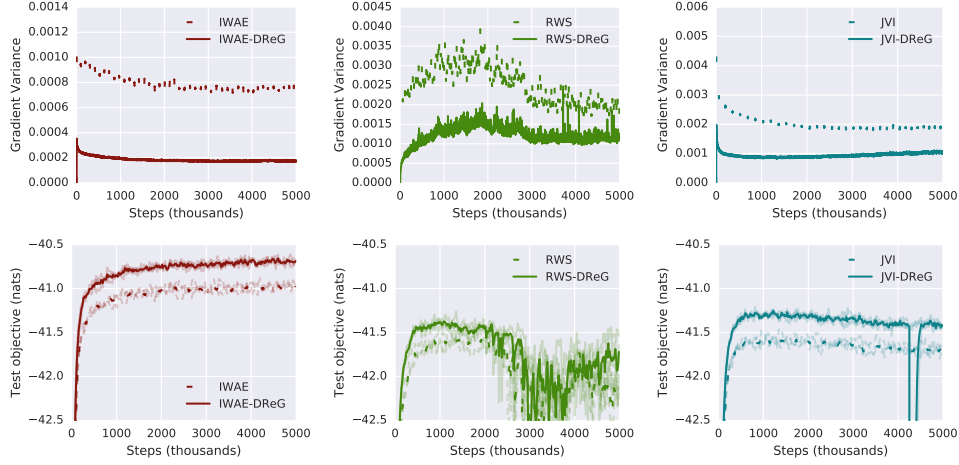 0.0014
0.0012
0.0010
0.0008
0.0006
0.0004
0.0002
0.0000
Gradient Variance
IWAE
IWAE-DReG
0 1000 2000 3000 4000 5000
Steps (thousands)
0.0045
0.0040
0.0035
0.0030
0.0025
0.0020
0.0015
0.0010
0.0005
0.0000
Gradient Variance
RWS
RWS-DReG
0 1000 2000 3000 4000 5000
Steps (thousands)
0.006
0.005
0.004
0.003
0.002
0.001
0.000
Gradient Variance
JVI
JVI-DReG
0 1000 2000 3000 4000 5000
Steps (thousands)
−40.5
−41.0
−41.5
−42.0
−42.5
Test objective (nats)
IWAE
IWAE-DReG
0 1000 2000 3000 4000 5000
Steps (thousands)
−40.5
−41.0
−41.5
−42.0
−42.5
Test objective (nats)
RWS
RWS-DReG
0 1000 2000 3000 4000 5000
Steps (thousands)
−40.5
−41.0
−41.5
−42.0
−42.5
Test objective (nats)
JVI
JVI-DReG
0 1000 2000 3000 4000 5000
Steps (thousands)